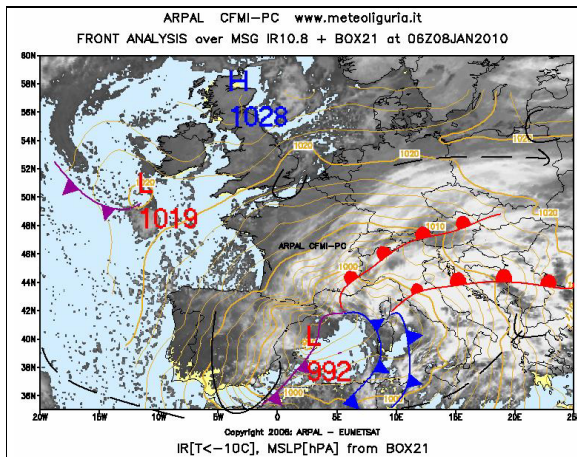 ARPAL CFMI-PC www.meteoliguria.it
FRONT ANALYSIS over MSG IR10.8 + BOX21 at 06Z08JAN2010
60N
58N
56N
54N
52N
50N
48N
46N
44N
42N
40N
38N
36N
H
1028
1020
1020
1020
L
1019
1020
1010
ARPAL CFMI-PC
1000
L
992
1000
20W
15W
10W
5W
0
5E
10E
15E
20E
25E
Copyright 2006: ARPAL - EUMETSAT
IR[T<-10C], MSLP[hPA] from BOX21